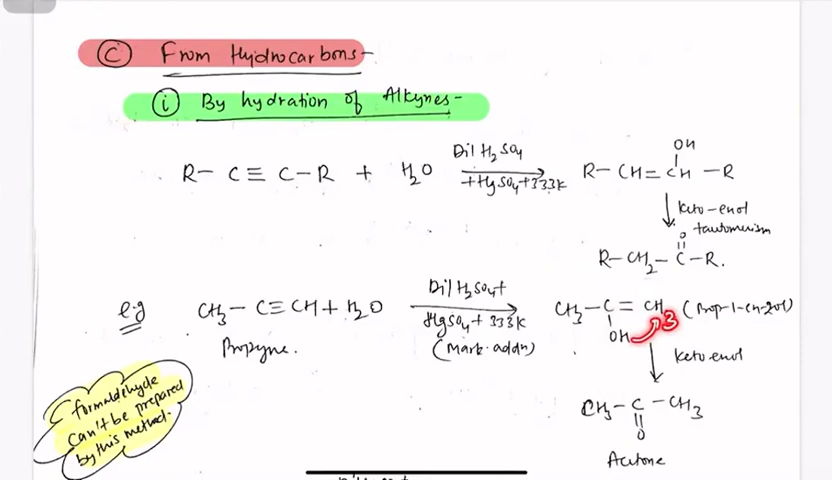 Ⓒ From Hydrocarbons-
ⓘ By hydration of Alkynes-
R- C≡C-R + H₂O Dil H₂SO₄ +HgSO₄+333K R-CH=CH-R
OH
keto-enol
tautomerism
R-CH₂-C-R.
O
e.g CH₃-C≡CH+H₂O Dil H₂SO₄+ HgSO₄+333K (Mark. addn) CH₃-C=CH 3 (Prop-1-en-2ol)
OH
Propyne.
keto enol
CH₃-C-CH₃
O
Acetone
formaldehyde
can't be prepared
by this method.